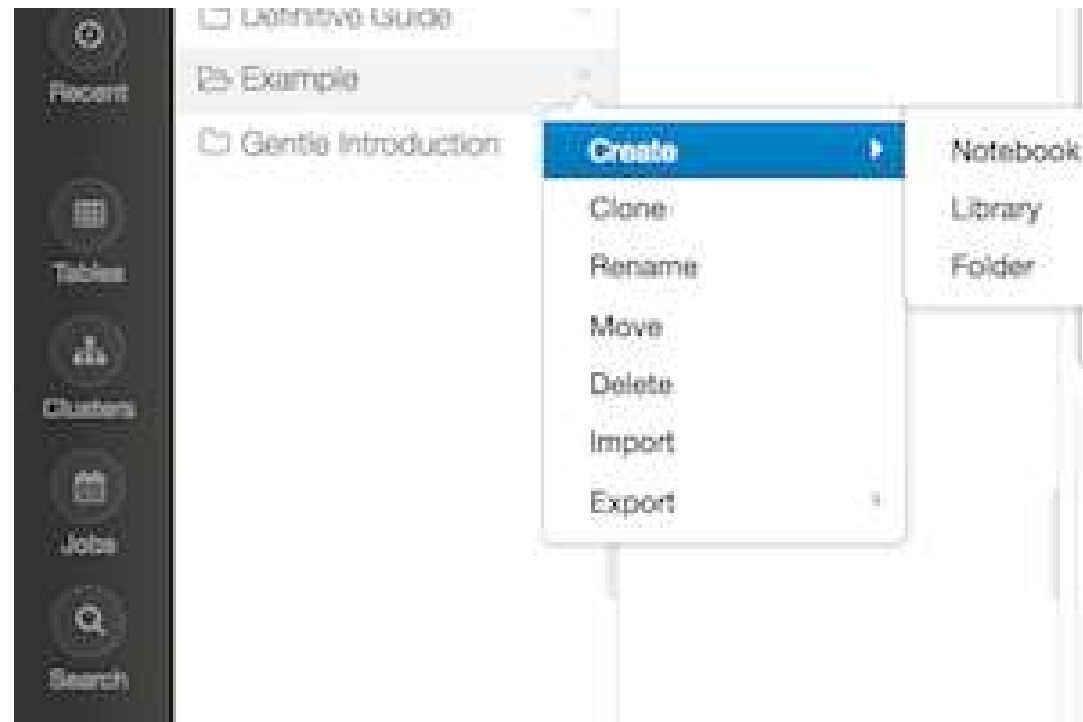 Recent
Tables
Clusters
Jobs
Search
Definitive Guide
Example
Gentle Introduction
Create
Clone
Rename
Move
Delete
Import
Export
Notebook
Library
Folder